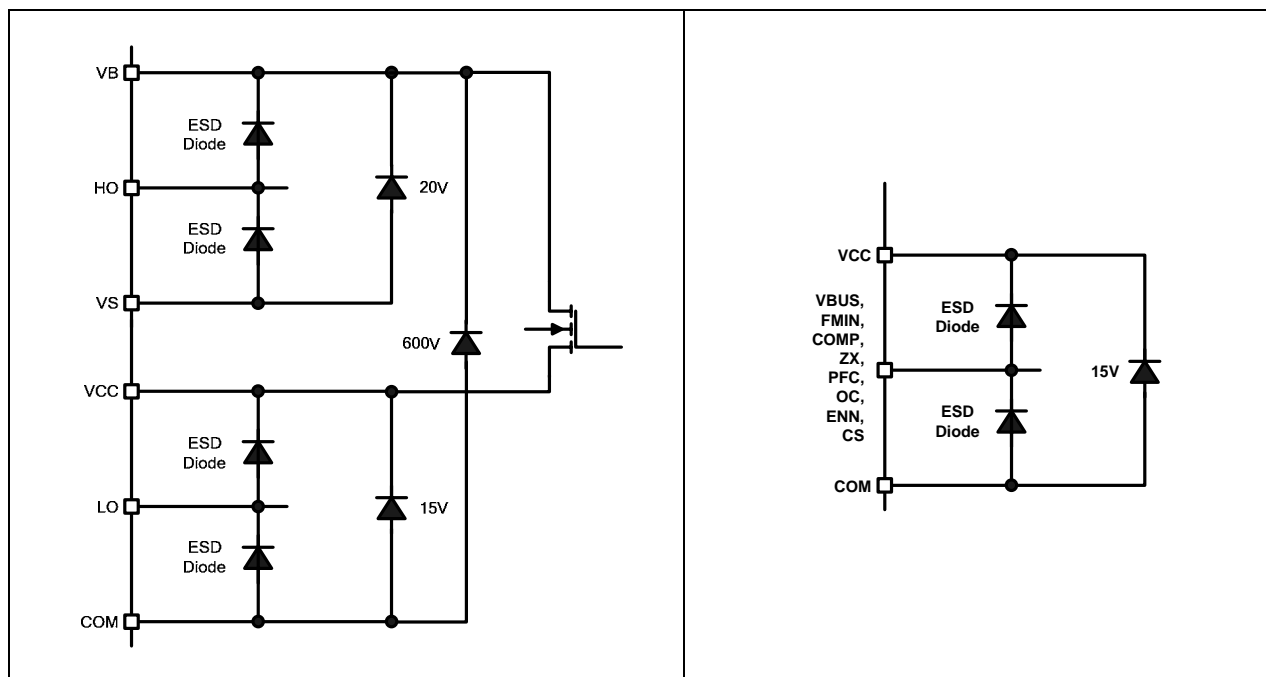 VB
ESD
Diode
HO
20V
ESD
Diode
VS
600V
VCC
ESD
Diode
LO
15V
ESD
Diode
COM
VCC
VBUS,
FMIN,
COMP,
ZX,
PFC,
OC,
ENN,
CS
ESD
Diode
15V
ESD
Diode
COM